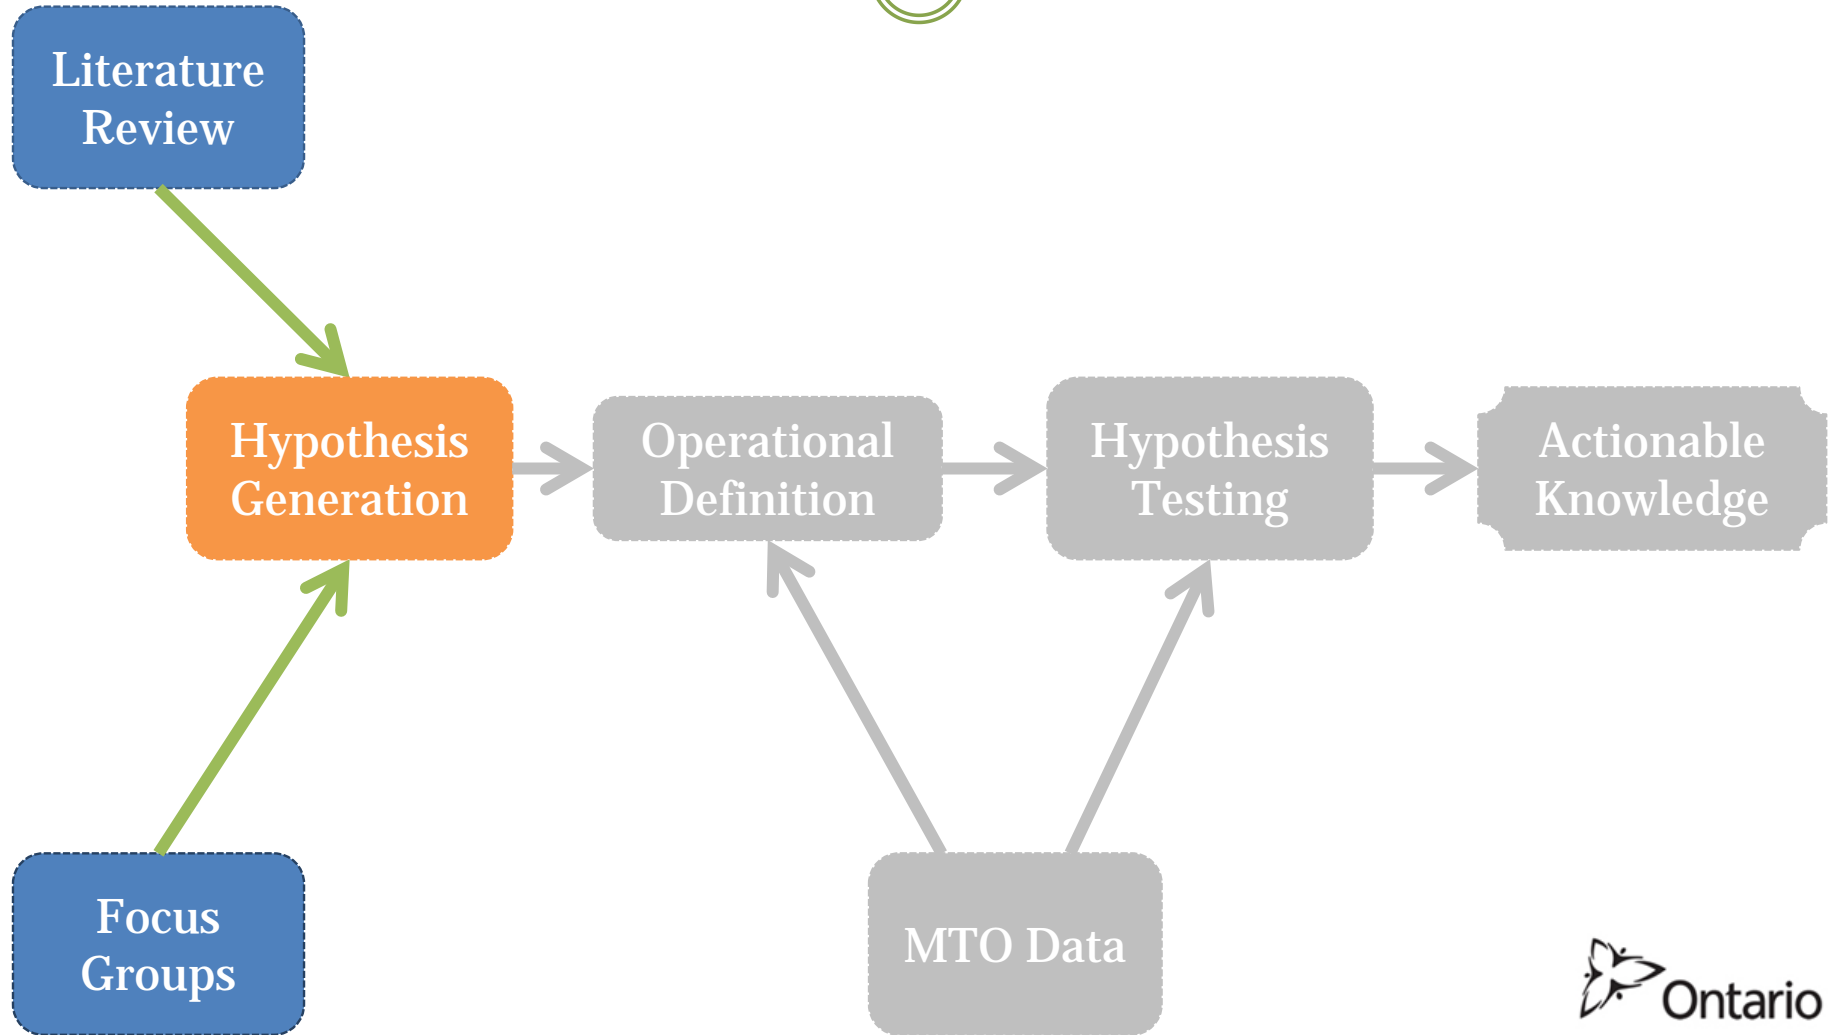 Literature
Review
Hypothesis
Generation
Operational
Definition
Hypothesis
Testing
Actionable
Knowledge
Focus
Groups
MTO Data
Ontario